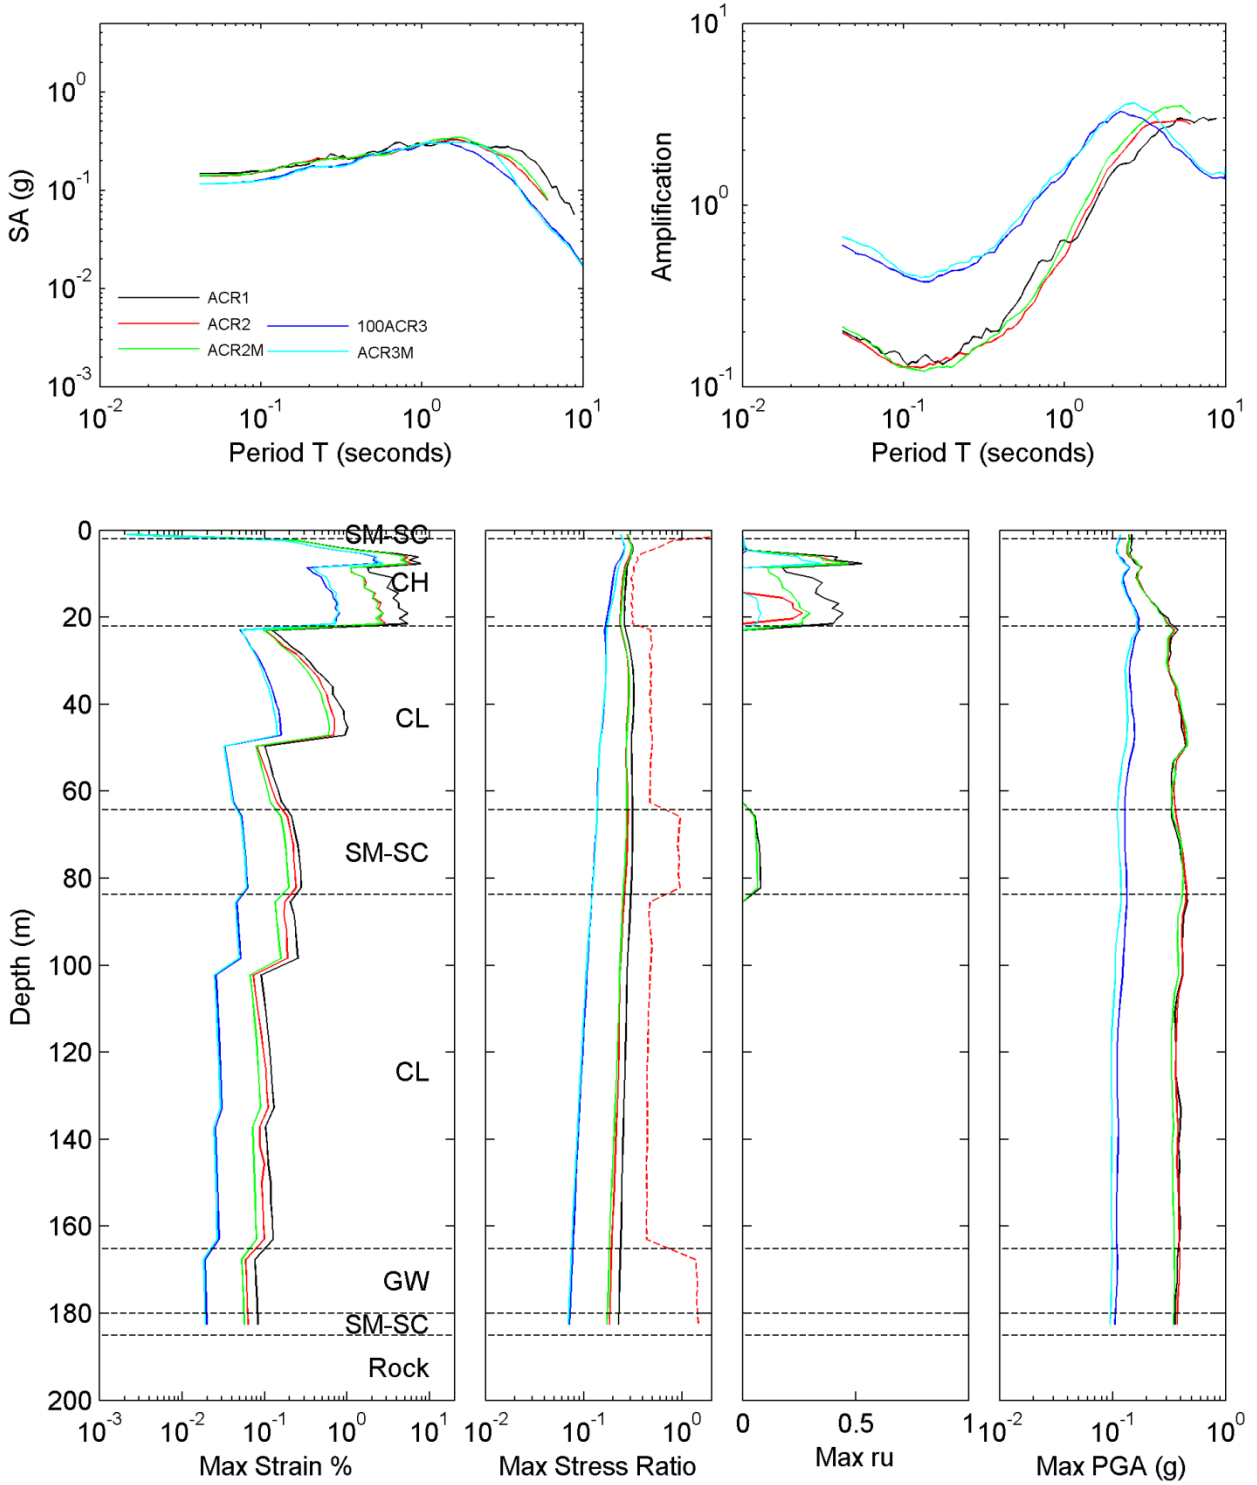 10^0
10^-1
10^-2
10^-3
SA (g)
ACR1
ACR2
ACR2M
100ACR3
ACR3M
10^-2
10^-1
10^0
10^1
Period T (seconds)
10^1
10^0
10^-1
Amplification
10^-2
10^-1
10^0
10^1
Period T (seconds)
0
20
40
60
80
100
120
140
160
180
200
Depth (m)
SM-SC
CH
CL
SM-SC
CL
GW
SM-SC
Rock
10^-3
10^-2
10^-1
10^0
10^1
Max Strain %
10^-2
10^-1
10^0
Max Stress Ratio
0
0.5
1
Max ru
10^-2
10^-1
10^0
Max PGA (g)